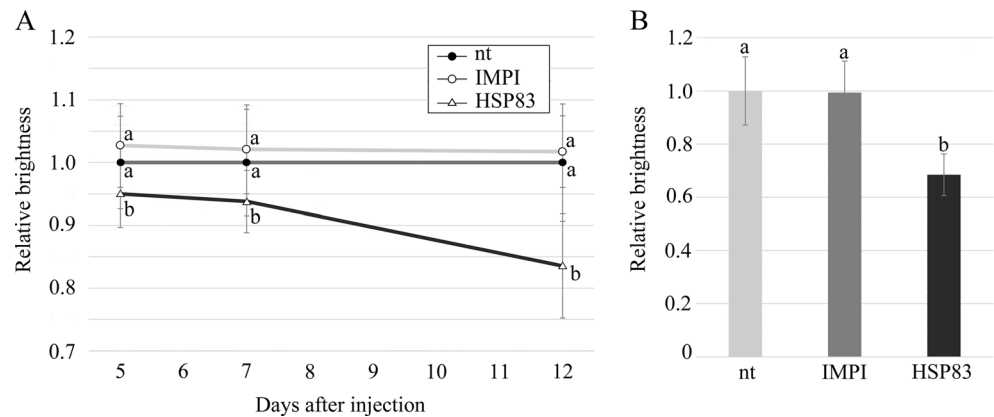 A
1.2
1.1
1.0
0.9
0.8
0.7
Relative brightness
nt
IMPI
HSP83
a
a
b
a
a
b
a
a
b
5 6 7 8 9 10 11 12
Days after injection
B
1.2
1.0
0.8
0.6
0.4
0.2
0
Relative brightness
a a b
nt IMPI HSP83